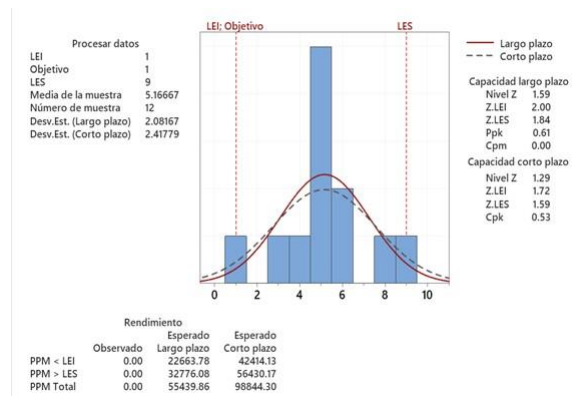 LEI; Objetivo LES
Procesar datos
LEI 1
Objetivo 1
LES 9
Media de la muestra 5.16667
Número de muestra 12
Desv.Est. (Largo plazo) 2.08167
Desv.Est. (Corto plazo) 2.41779
Largo plazo
Corto plazo
Capacidad largo plazo
Nivel Z 1.59
Z.LEI 2.00
Z.LES 1.84
Ppk 0.61
Cpm 0.00
Capacidad corto plazo
Nivel Z 1.29
Z.LEI 1.72
Z.LES 1.59
Cpk 0.53
0 2 4 6 8 10
Rendimiento
Esperado Esperado
Observado Largo plazo Corto plazo
PPM < LEI 0.00 22663.78 42414.13
PPM > LES 0.00 32776.08 56430.17
PPM Total 0.00 55439.86 98844.30